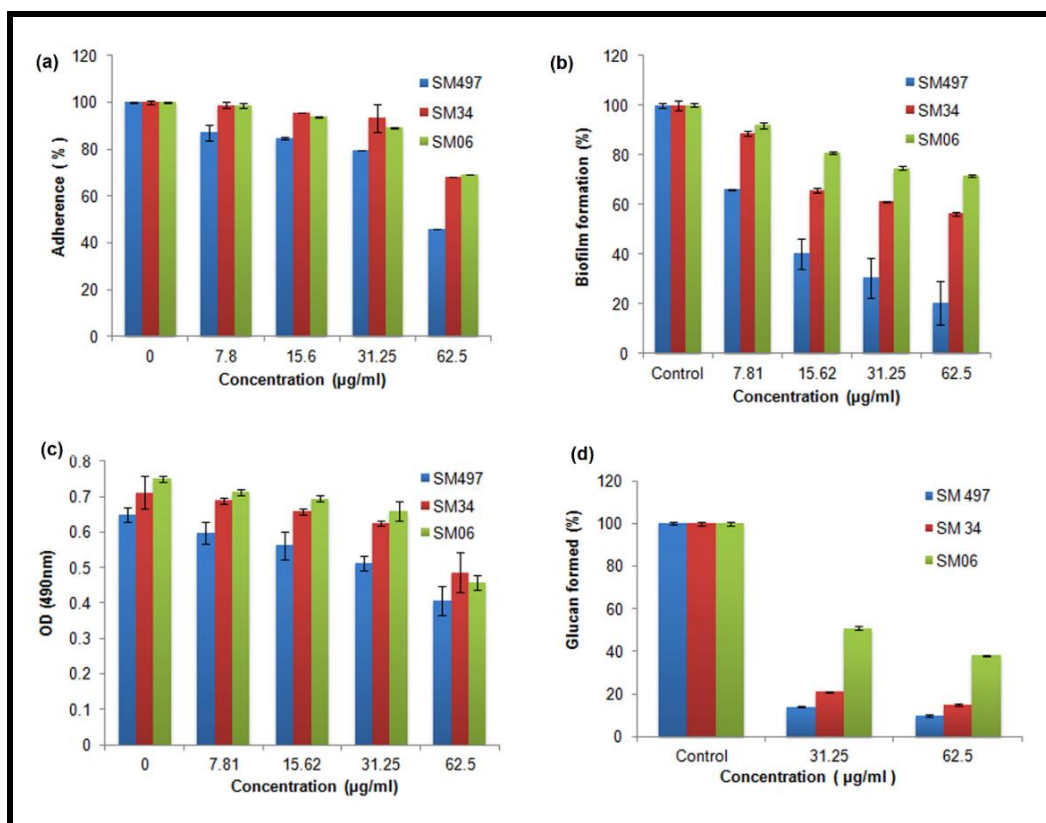 (a)
120
100
80
60
40
20
0
Adherence ( % )
0 7.8 15.6 31.25 62.5
Concentration (µg/ml)
SM497
SM34
SM06
(b)
120
100
80
60
40
20
0
Biofilm formation (%)
Control 7.81 15.62 31.25 62.5
Concentration (µg/ml)
SM497
SM34
SM06
(c)
0.8
0.7
0.6
0.5
0.4
0.3
0.2
0.1
0
OD (490nm)
0 7.81 15.62 31.25 62.5
Concentration (µg/ml)
SM497
SM34
SM06
(d)
120
100
80
60
40
20
0
Glucan formed (%)
Control 31.25 62.5
Concentration ( µg/ml )
SM 497
SM 34
SM06